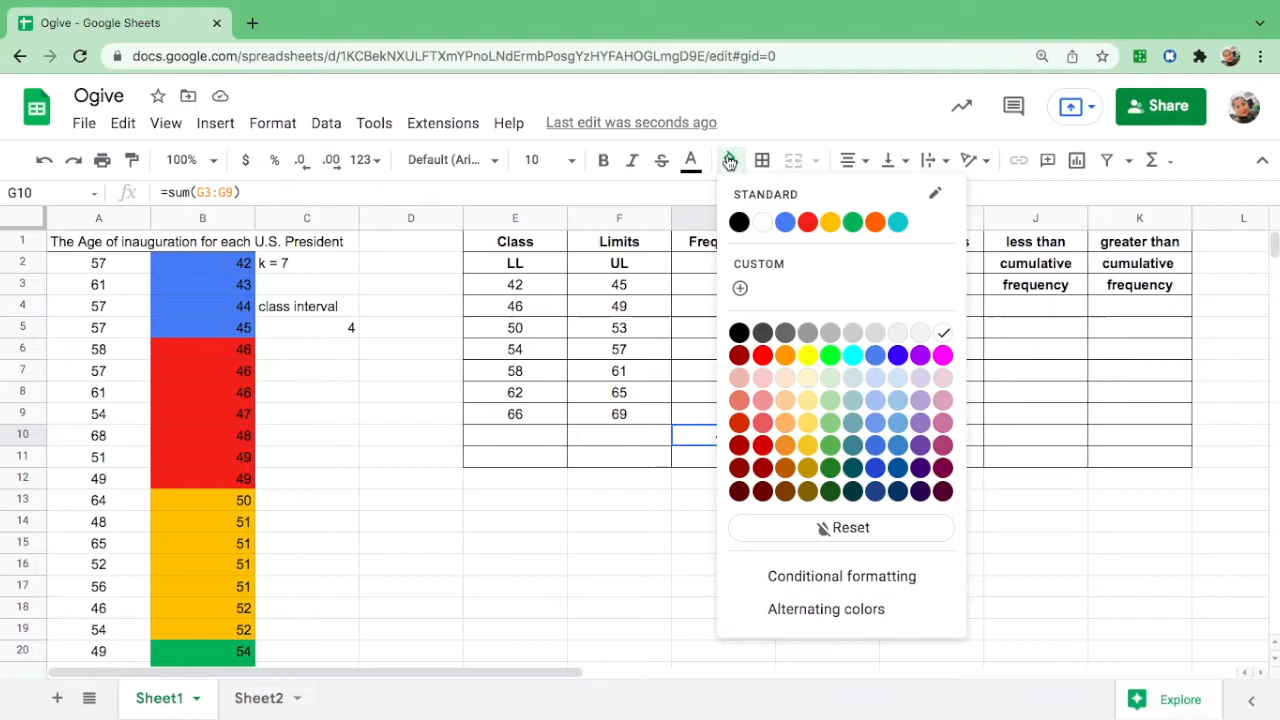 Ogive - Google Sheets
docs.google.com/spreadsheets/d/1KCBekNXULFTXmYPnoLNdErmbPosgYzHYFAHOGLmgD9E/edit#gid=0
Ogive
File Edit View Insert Format Data Tools Extensions Help Last edit was seconds ago
Share
100% $ % .0 .00 123 Default (Ari... 10 B I S A
G10 =sum(G3:G9)
A B C D E F J K L
1 The Age of inauguration for each U.S. President Class Limits less than greater than
2 57 42 k = 7 LL UL cumulative cumulative
3 61 43 42 45 frequency frequency
4 57 44 class interval 46 49
5 57 45 4 50 53
6 58 46 54 57
7 57 46 58 61
8 61 46 62 65
9 54 47 66 69
10 68 48
11 51 49
12 49 49
13 64 50
14 48 51
15 65 51
16 52 51
17 56 51
18 46 52
19 54 52
20 49 54
STANDARD
CUSTOM
Reset
Conditional formatting
Alternating colors
Sheet1 Sheet2 Explore